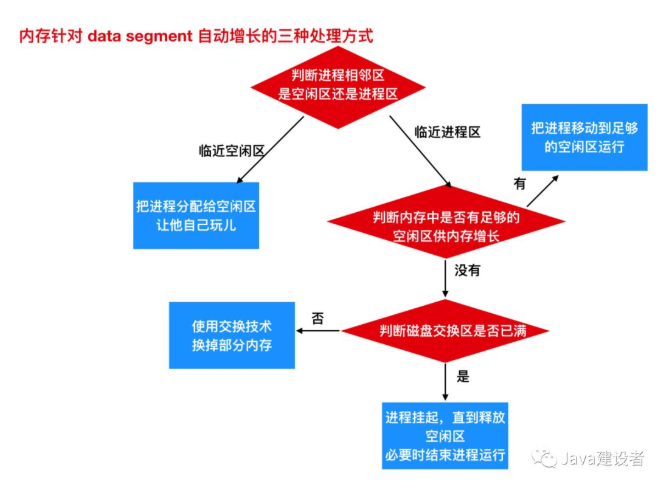 内存针对 data segment 自动增长的三种处理方式
判断进程相邻区
是空闲区还是进程区
临近空闲区
临近进程区
把进程移动到足够
的空闲区运行
有
把进程分配给空闲区
让他自己玩儿
判断内存中是否有足够的
空闲区供内存增长
没有
使用交换技术
换掉部分内存
否
判断磁盘交换区是否已满
是
进程挂起，直到释放
空闲区
必要时结束进程运行
Java建设者